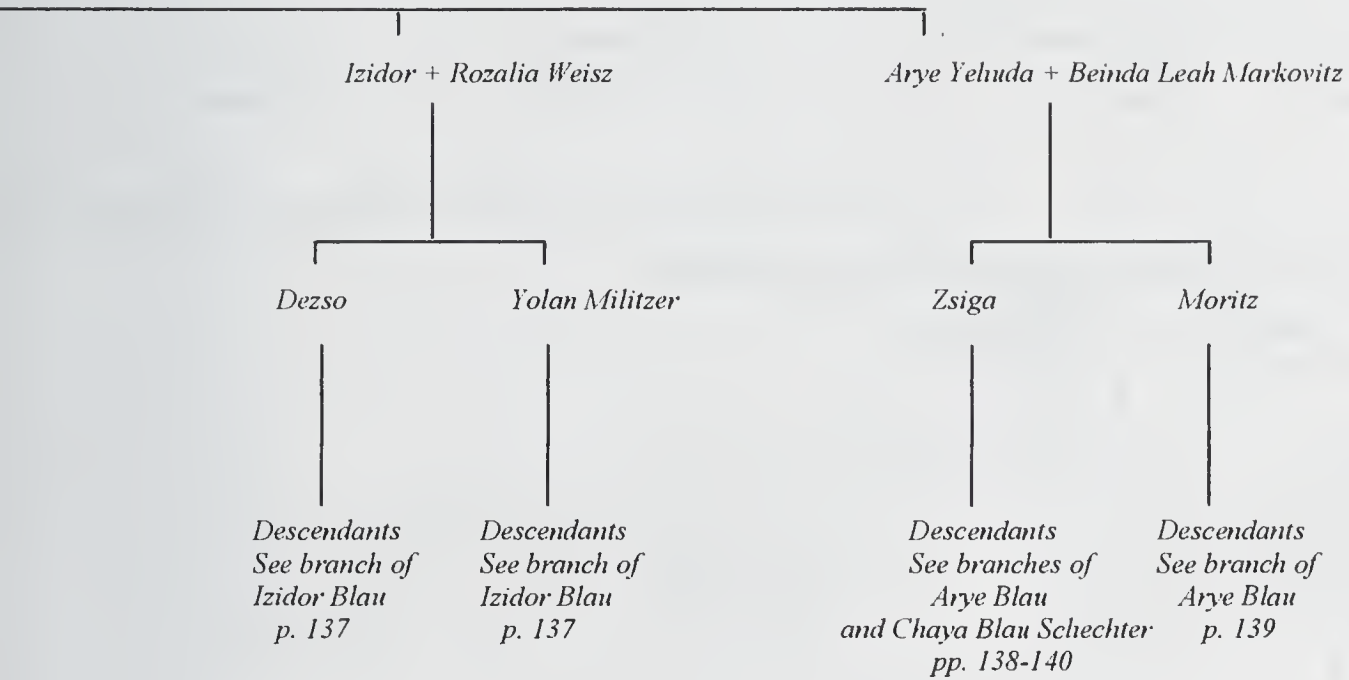 Izidor + Rozalia Weisz
Arye Yehuda + Beinda Leah Markovitz
Dezso
Yolan Militzer
Zsiga
Moritz
Descendants
See branch of
Izidor Blau
p. 137
Descendants
See branch of
Izidor Blau
p. 137
Descendants
See branches of
Arye Blau
and Chaya Blau Schechter
pp. 138-140
Descendants
See branch of
Arye Blau
p. 139